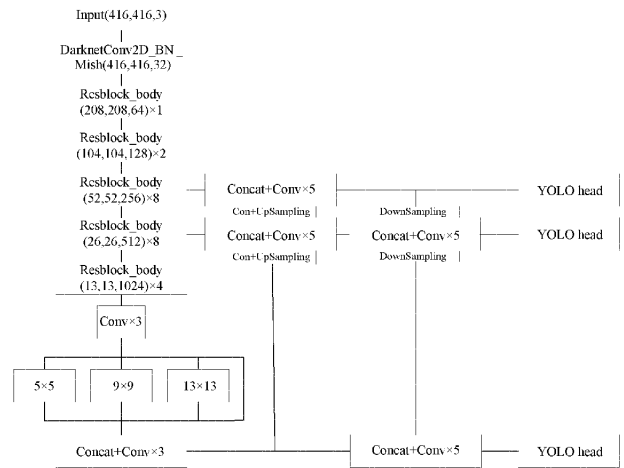 Input(416,416,3)
DarknetConv2D_BN_
Mish(416,416,32)
Resblock_body
(208,208,64)×1
Resblock_body
(104,104,128)×2
Resblock_body
(52,52,256)×8
Concat+Conv×5
YOLO head
Con+UpSampling
DownSampling
Resblock_body
(26,26,512)×8
Concat+Conv×5
Concat+Conv×5
YOLO head
Con+UpSampling
DownSampling
Resblock_body
(13,13,1024)×4
Conv×3
5×5
9×9
13×13
Concat+Conv×3
Concat+Conv×5
YOLO head